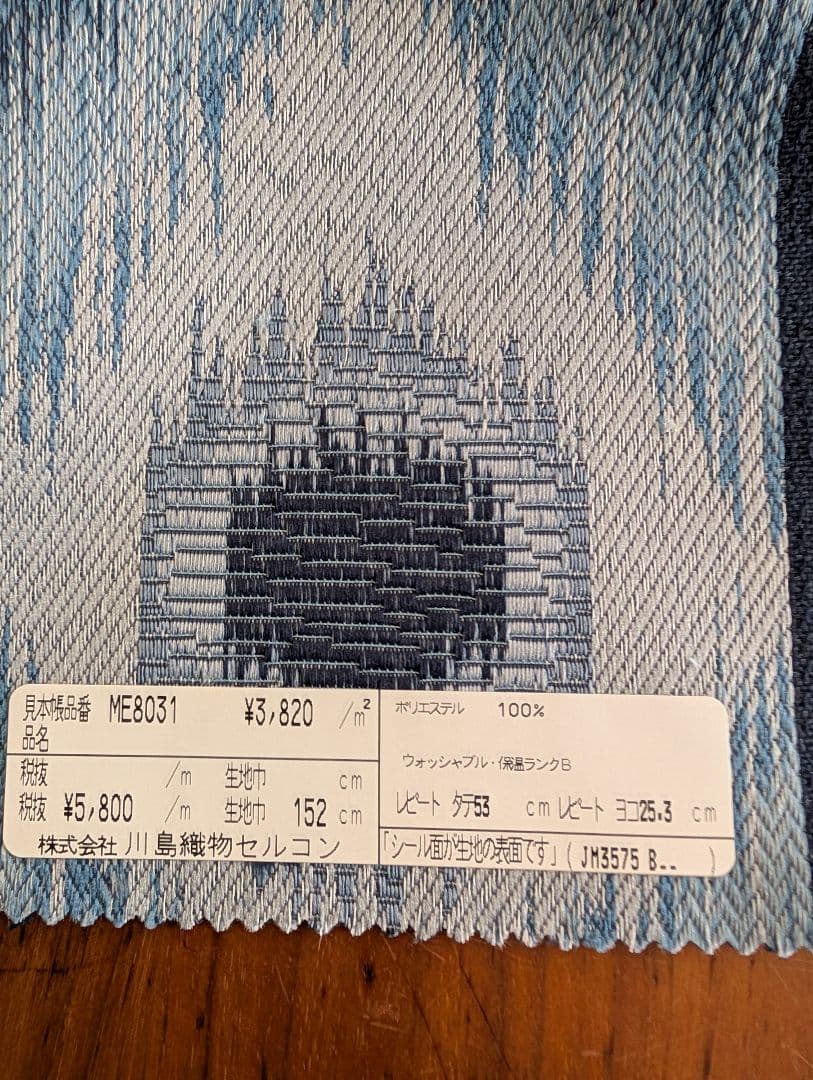 見本帳品番 ME8031 ¥3,820 /m²
品名
税抜 /m 生地巾 cm
税抜 ¥5,800 /m 生地巾 152 cm
株式会社 川島織物セルコン
ポリエステル 100%
ウォッシャブル・保温ランクB
レピート タテ53 cm レピート ヨコ25.3 cm
「シール面が生地の表面です」( JM3575 B-- )